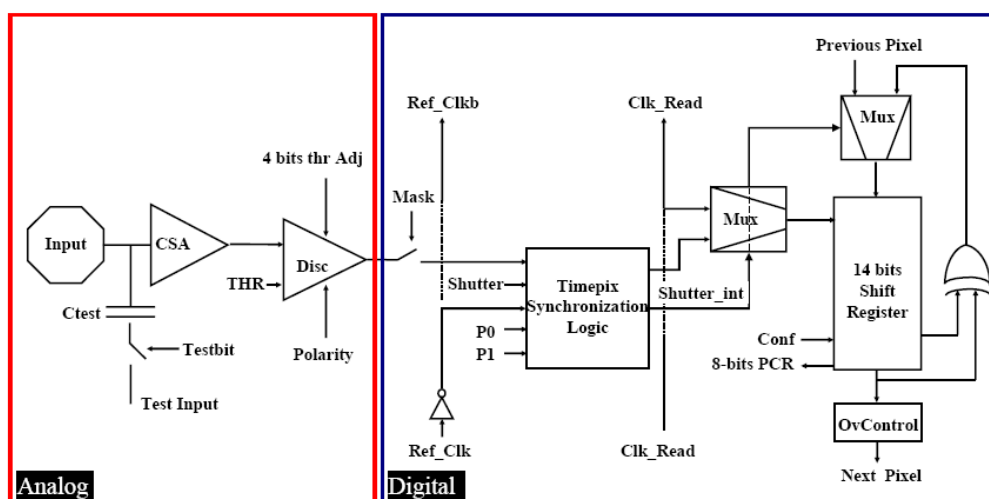 Previous Pixel
Ref_Clkb
Clk_Read
Mux
4 bits thr Adj
Mask
Mux
Input
CSA
Disc
THR
Shutter
Timepix
Synchronization
Logic
Shutter_int
14 bits
Shift
Register
Ctest
P0
P1
Testbit
Polarity
Conf
8-bits PCR
Test Input
OvControl
Ref_Clk
Clk_Read
Next Pixel
Analog
Digital